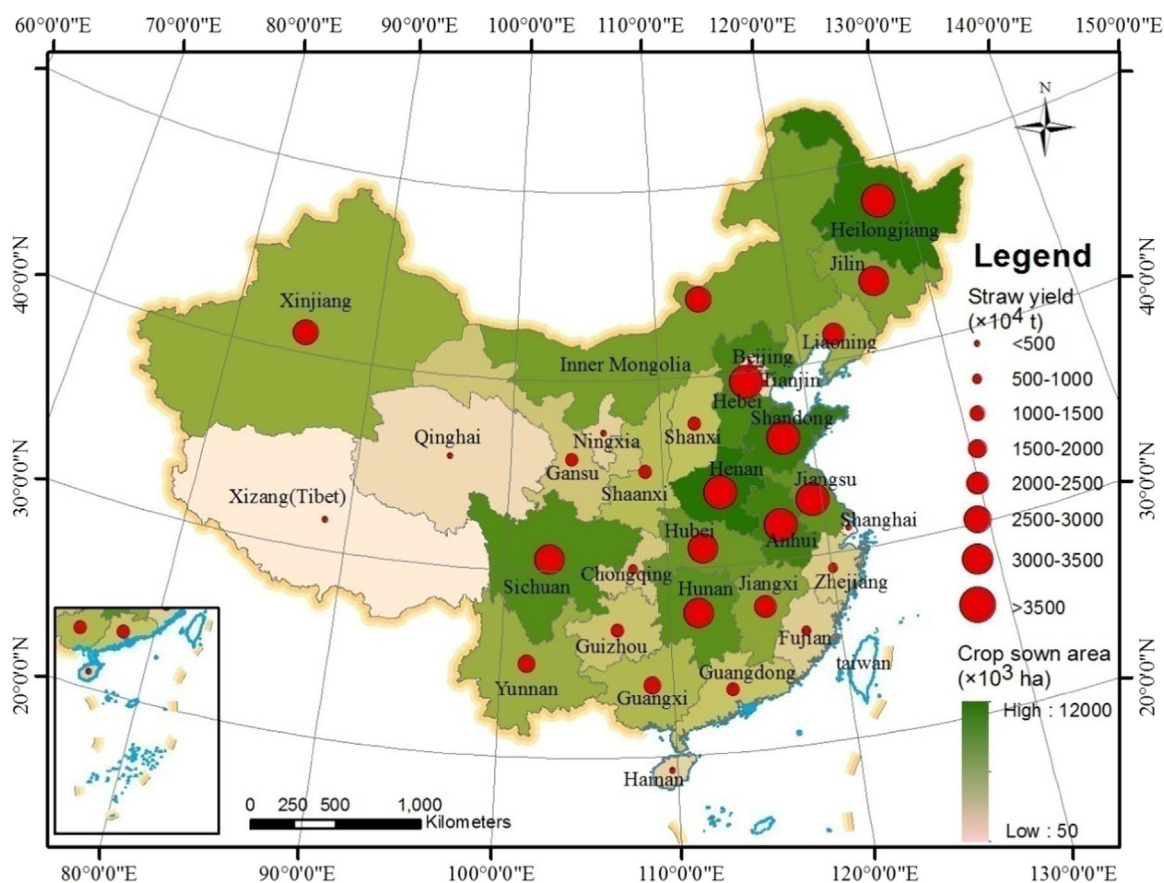 60°0'0"E 70°0'0"E 80°0'0"E 90°0'0"E 100°0'0"E 110°0'0"E 120°0'0"E 130°0'0"E 140°0'0"E 150°0'0"E
N
Heilongjiang
Jilin
Liaoning
Xinjiang
Inner Mongolia
Beijing
Tianjin
Hebei
Shandong
Qinghai
Ningxia
Shanxi
Gansu
Shaanxi
Henan
Jiangsu
Xizang(Tibet)
Shanghai
Hubei
Anhui
Sichuan
Chongqing
Hunan
Jiangxi
Zhejiang
Guizhou
Fujian
Yunnan
Guangxi
Guangdong
taiwan
Hainan
40°0'0"N
30°0'0"N
20°0'0"N
40°0'0"N
30°0'0"N
20°0'0"N
Legend
Straw yield
(×10⁴ t)
<500
500-1000
1000-1500
1500-2000
2000-2500
2500-3000
3000-3500
>3500
Crop sown area
(×10³ ha)
High : 12000
Low : 50
0 250 500 1,000
Kilometers
80°0'0"E 90°0'0"E 100°0'0"E 110°0'0"E 120°0'0"E 130°0'0"E